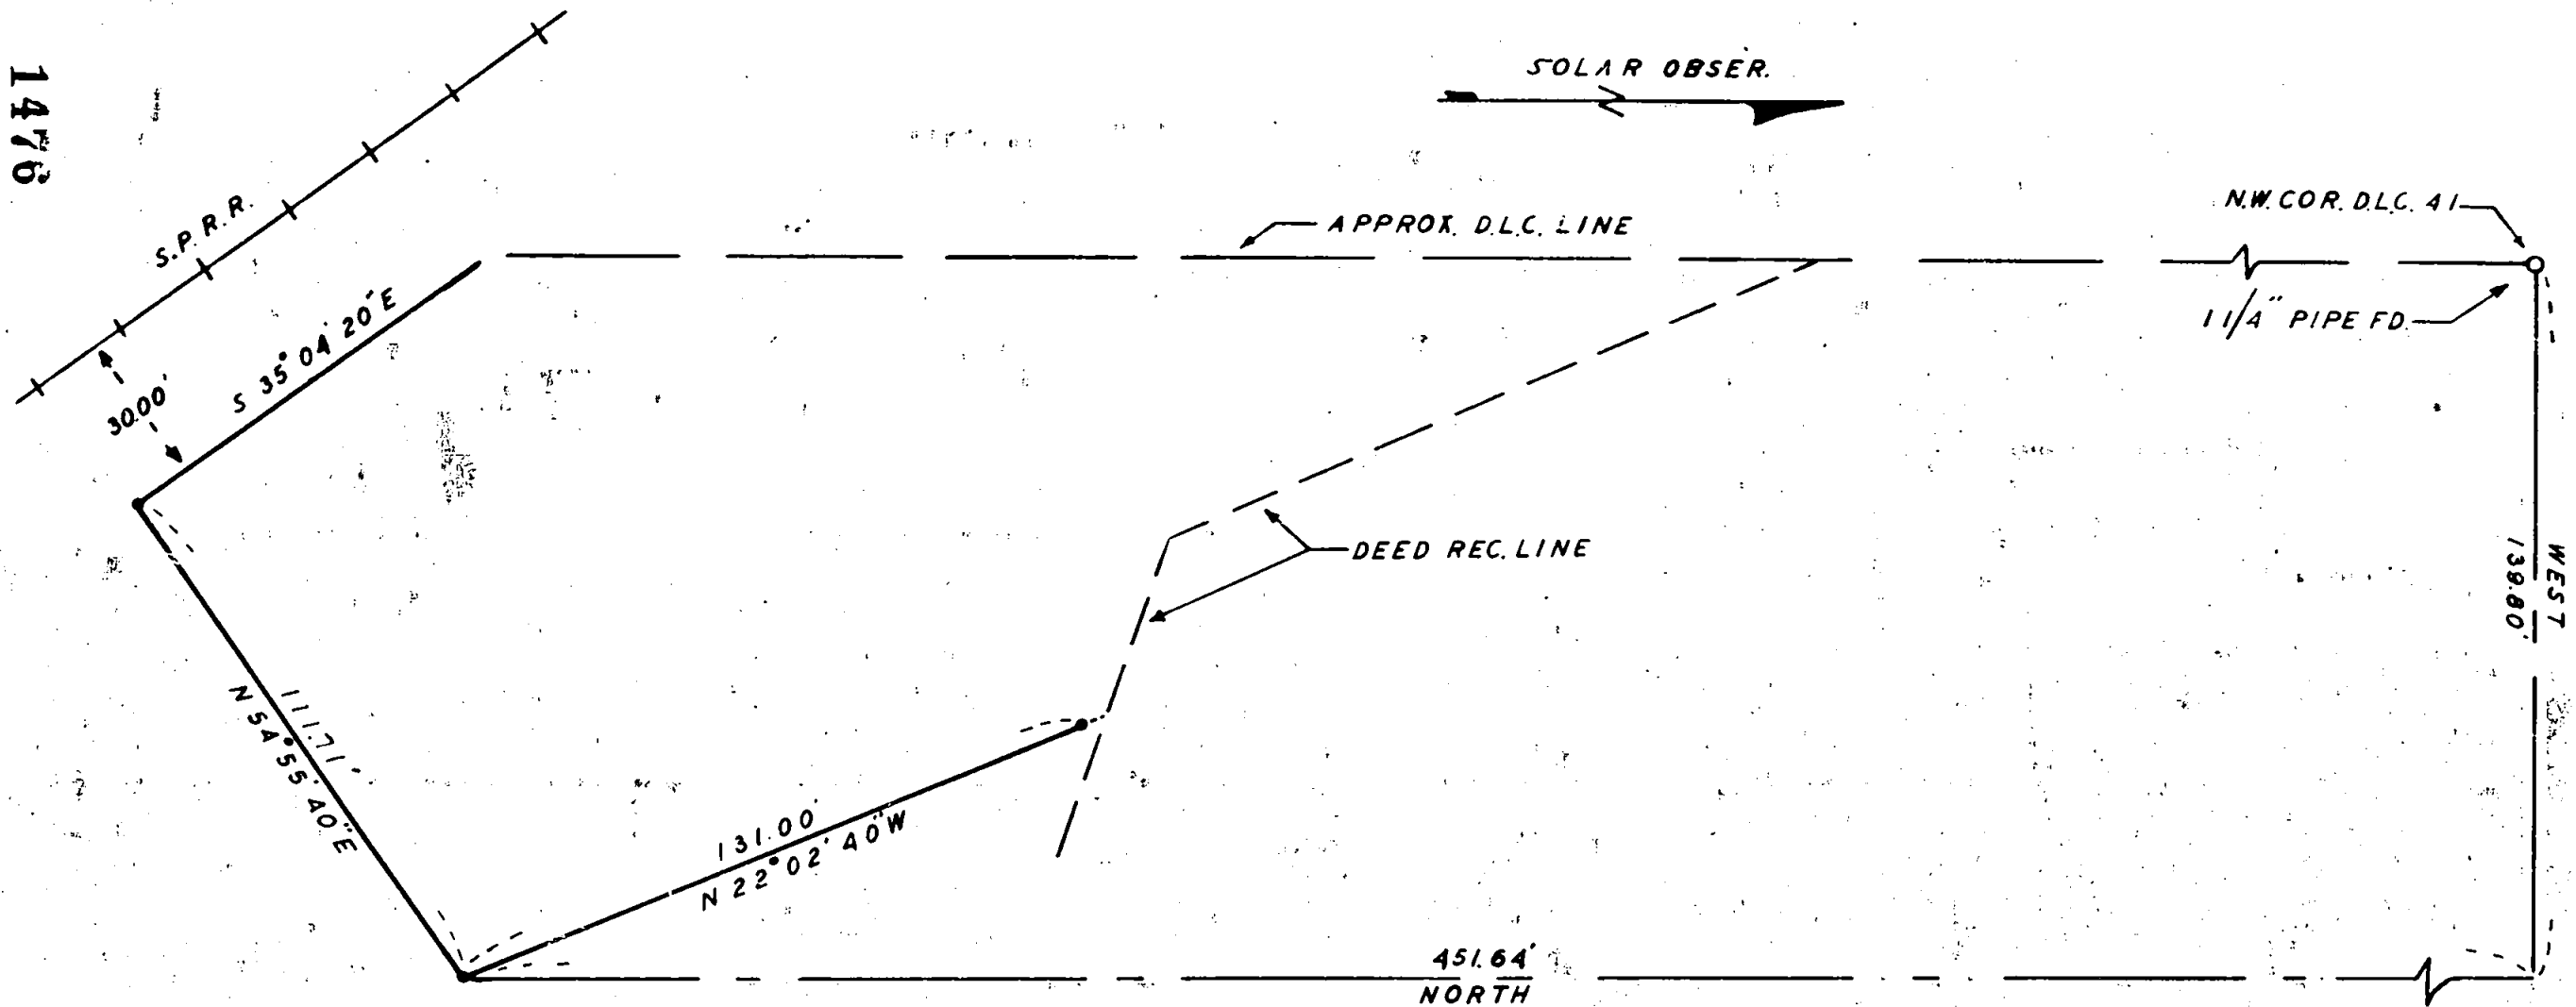 1476
SOLAR OBSER.
S.P.R.R.
N.W. COR. D.L.C. 41
APPROX. D.L.C. LINE
1 1/4" PIPE FD.
S 35° 04' 20" E
30.00'
DEED REC. LINE
WEST
139.80'
111.71'
N 54° 55' 40" E
131.00'
N 22° 02' 40" W
451.64'
NORTH